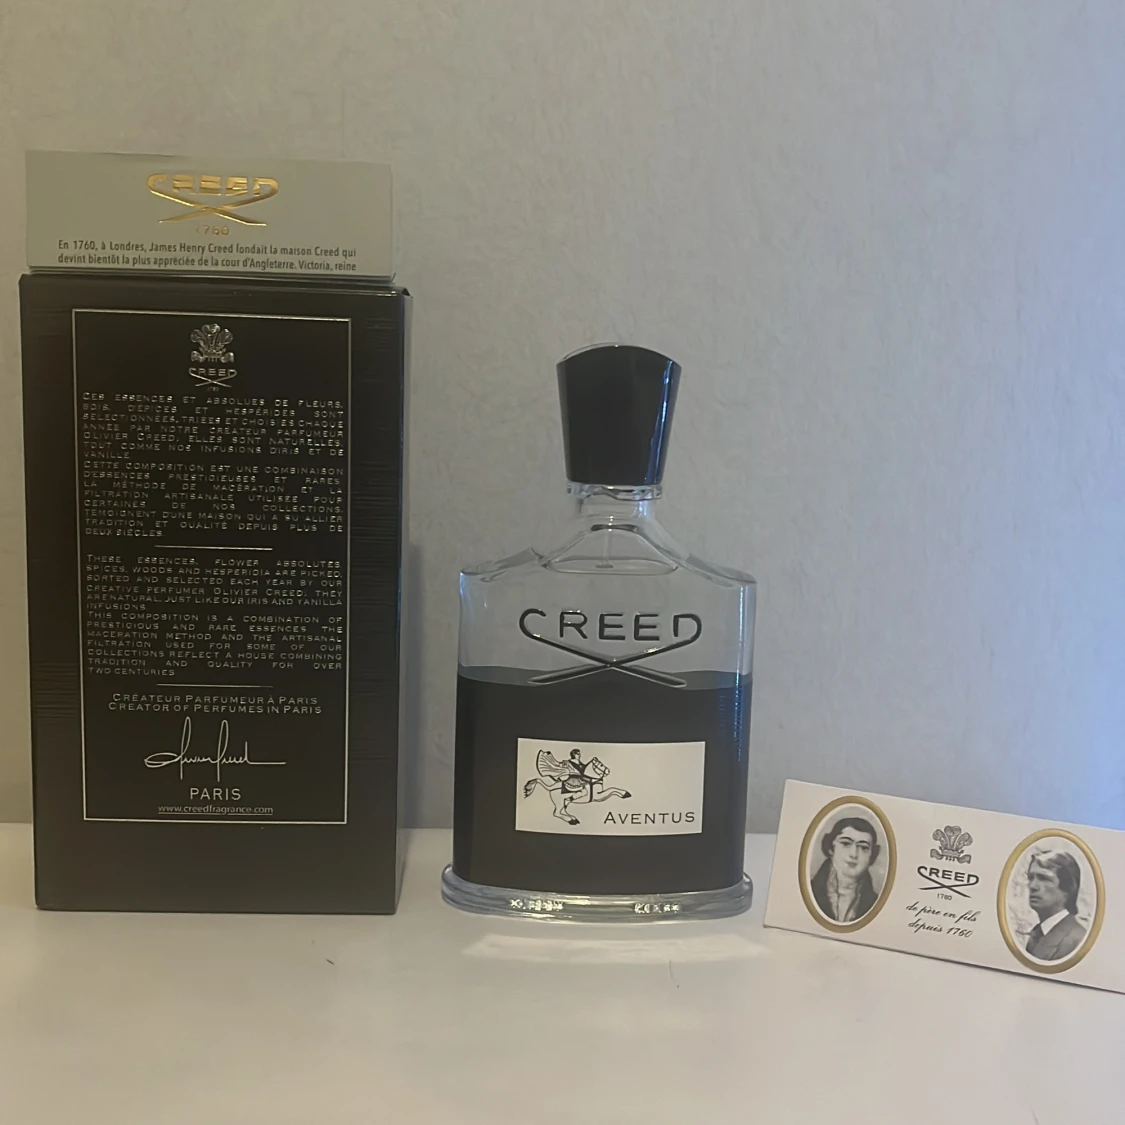 CREED
1760
En 1760, à Londres, James Henry Creed fondait la maison Creed qui
devint bientôt la plus appréciée de la cour d'Angleterre. Victoria, reine
CREED
1760
CES ESSENCES ET ABSOLUES DE FLEURS,
BOIS, D'ÉPICES ET HESPÉRIDÉS SONT
SÉLECTIONNÉES, TRIÉES ET CHOISIES CHAQUE
ANNÉE PAR NOTRE CRÉATEUR PARFUMEUR
OLIVIER CREED. ELLES SONT NATURELLES,
TOUT COMME NOS INFUSIONS D'IRIS ET DE
VANILLE
CETTE COMPOSITION EST UNE COMBINAISON
D'ESSENCES PRESTIGIEUSES ET RARES
LA MÉTHODE DE MACÉRATION ET LA
FILTRATION ARTISANALE UTILISÉE POUR
CERTAINES DE NOS COLLECTIONS,
TÉMOIGNENT D'UNE MAISON QUI A SU ALLIER
TRADITION ET QUALITÉ DEPUIS PLUS DE
DEUX SIÈCLES.
THESE ESSENCES, FLOWER ABSOLUTES,
SPICES, WOODS AND HESPERIDIA ARE PICKED,
SORTED AND SELECTED EACH YEAR BY OUR
CREATIVE PERFUMER OLIVIER CREED. THEY
ARE NATURAL, JUST LIKE OUR IRIS AND VANILLA
INFUSIONS
THIS COMPOSITION IS A COMBINATION OF
PRESTIGIOUS AND RARE ESSENCES THE
MACERATION METHOD AND THE ARTISANAL
FILTRATION USED FOR SOME OF OUR
COLLECTIONS REFLECT A HOUSE COMBINING
TRADITION AND QUALITY FOR OVER
TWO CENTURIES
CRÉATEUR PARFUMEUR À PARIS
CREATOR OF PERFUMES IN PARIS
PARIS
www.creedfragrance.com
CREED
AVENTUS
CREED
1760
de père en fils
depuis 1760